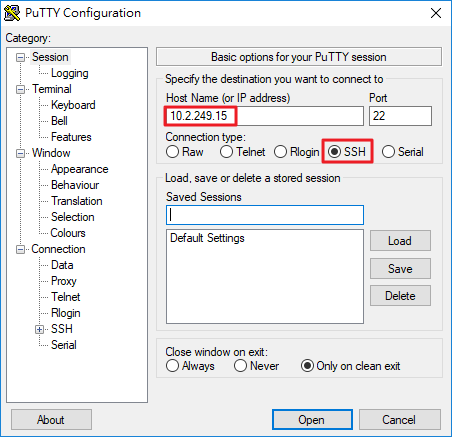 PuTTY Configuration
Category:
Session
Logging
Terminal
Keyboard
Bell
Features
Window
Appearance
Behaviour
Translation
Selection
Colours
Connection
Data
Proxy
Telnet
Rlogin
SSH
Serial
Basic options for your PuTTY session
Specify the destination you want to connect to
Host Name (or IP address) Port
10.2.249.15 22
Connection type:
Raw Telnet Rlogin SSH Serial
Load, save or delete a stored session
Saved Sessions
Default Settings
Load
Save
Delete
Close window on exit:
Always Never Only on clean exit
About Open Cancel